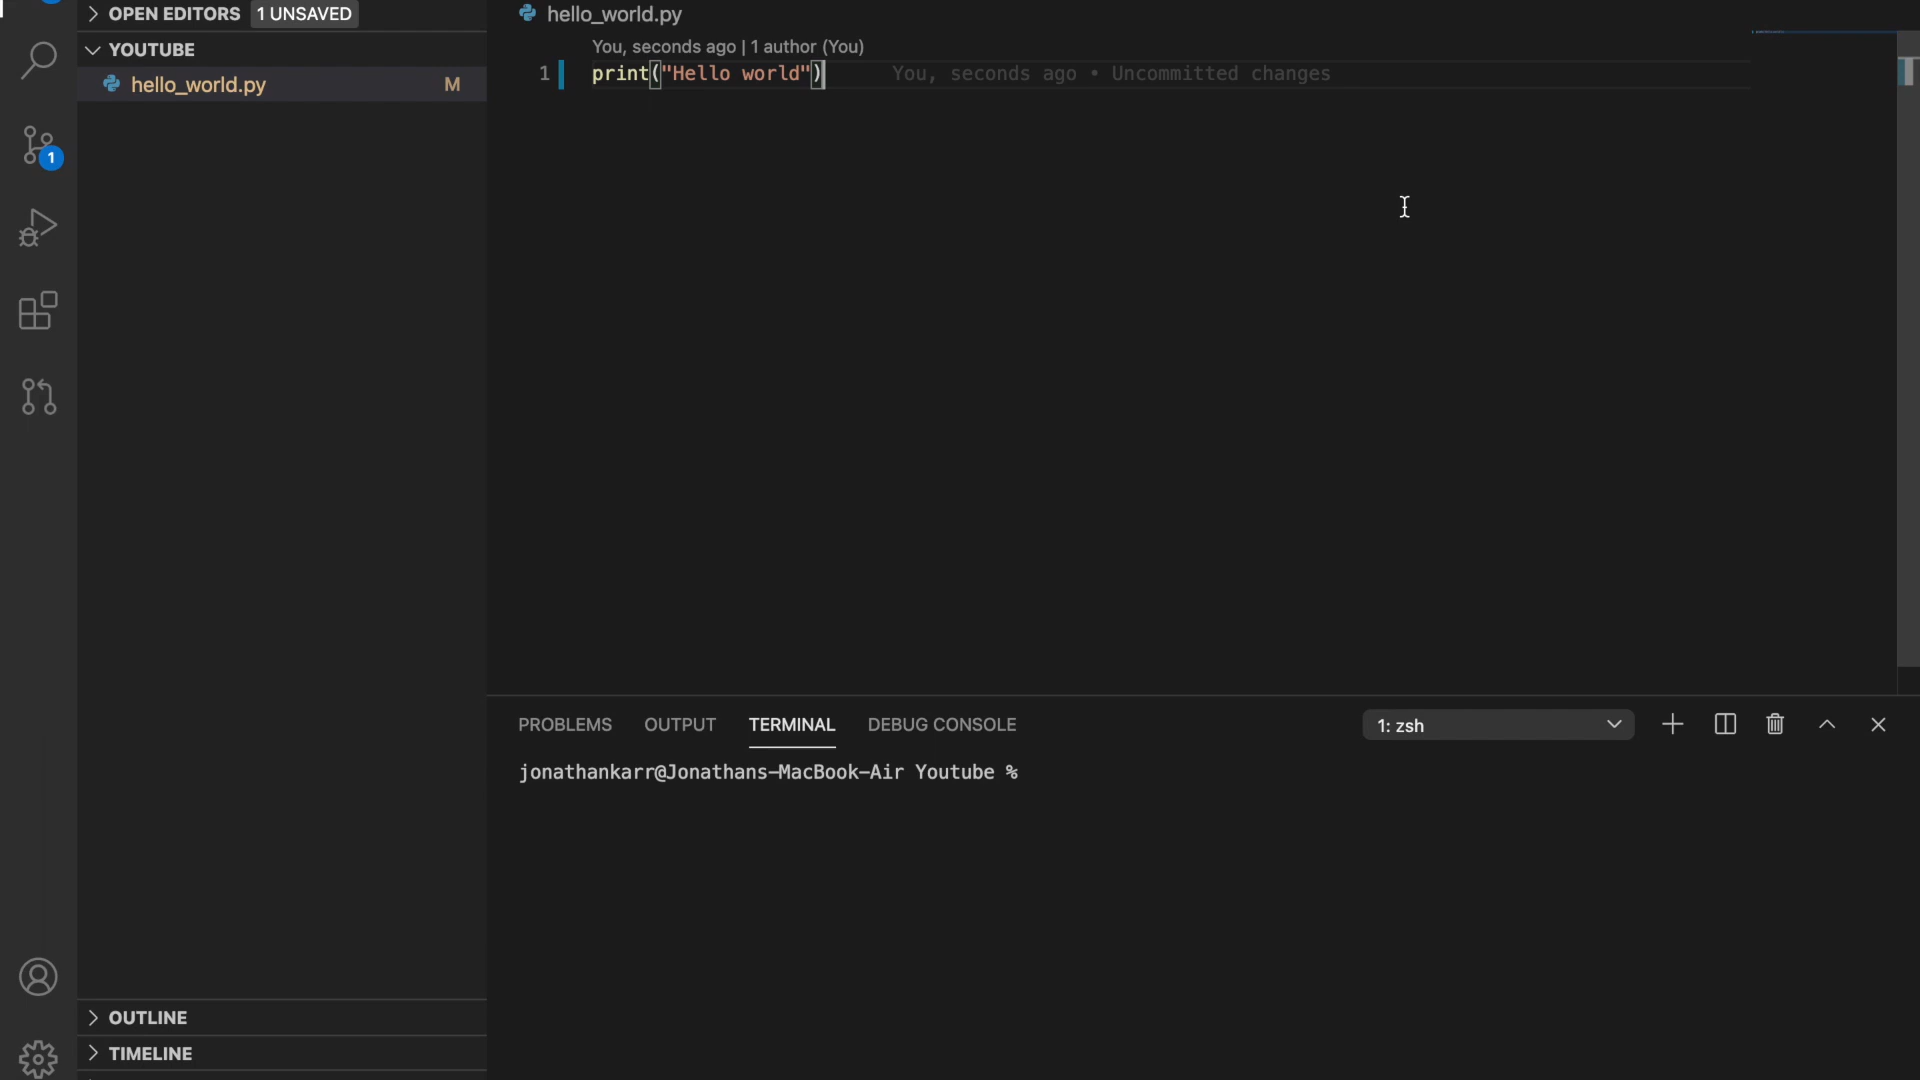 OPEN EDITORS 1 UNSAVED
YOUTUBE
hello_world.py M
1
hello_world.py
You, seconds ago | 1 author (You)
1 print("Hello world") You, seconds ago • Uncommitted changes
PROBLEMS OUTPUT TERMINAL DEBUG CONSOLE 1: zsh
jonathankarr@Jonathans-MacBook-Air Youtube %
OUTLINE
TIMELINE